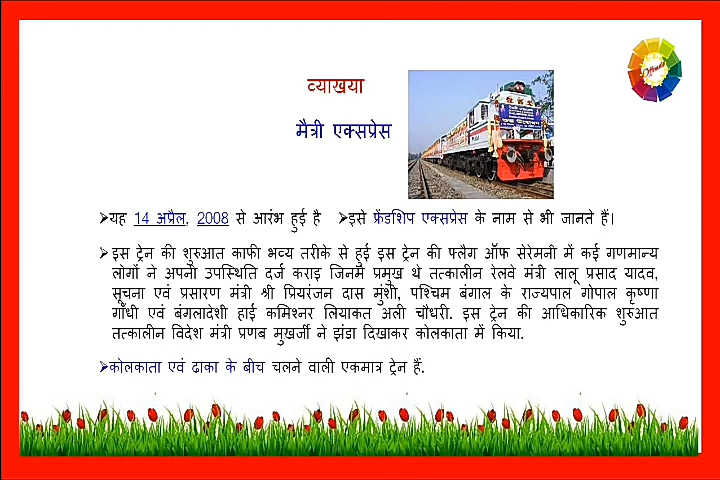 व्याखया
मैत्री एक्सप्रेस
➢यह 14 अप्रैल, 2008 से आरंभ हुई है ➢इसे फ्रेंडशिप एक्सप्रेस के नाम से भी जानते हैं।
➢इस ट्रेन की शुरुआत काफी भव्य तरीके से हुई इस ट्रेन की फ्लैग ऑफ सेरेमनी में कई गणमान्य
लोगों ने अपनी उपस्थिति दर्ज कराइ जिनमें प्रमुख थे तत्कालीन रेलवे मंत्री लालू प्रसाद यादव,
सूचना एवं प्रसारण मंत्री श्री प्रियरंजन दास मुंशी, पश्चिम बंगाल के राज्यपाल गोपाल कृष्णा
गाँधी एवं बंगलादेशी हाई कमिश्नर लियाकत अली चौधरी. इस ट्रेन की आधिकारिक शुरुआत
तत्कालीन विदेश मंत्री प्रणब मुखर्जी ने झंडा दिखाकर कोलकाता में किया.
➢कोलकाता एवं ढाका के बीच चलने वाली एकमात्र ट्रेन हैं.